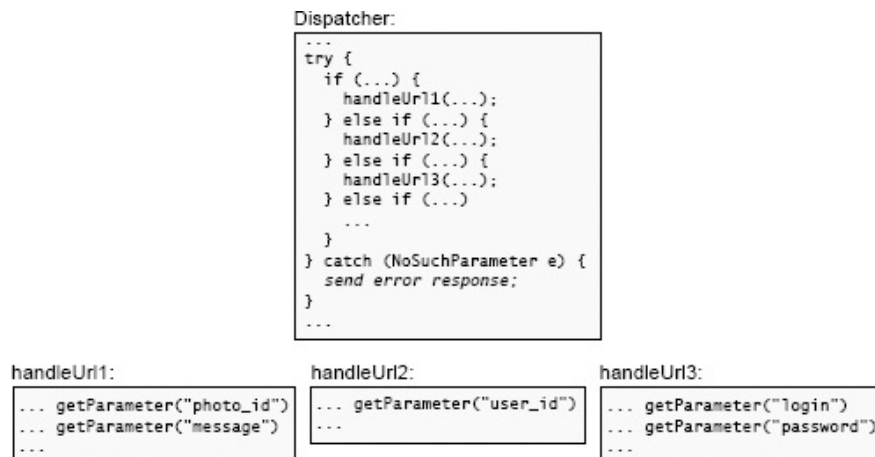 Dispatcher:
...
try {
if (...) {
handleUrl1(...);
} else if (...) {
handleUrl2(...);
} else if (...) {
handleUrl3(...);
} else if (...)
...
}
} catch (NoSuchParameter e) {
send error response;
}
...
handleUrl1:
... getParameter("photo_id")
... getParameter("message")
...
handleUrl2:
... getParameter("user_id")
...
handleUrl3:
... getParameter("login")
... getParameter("password")
...